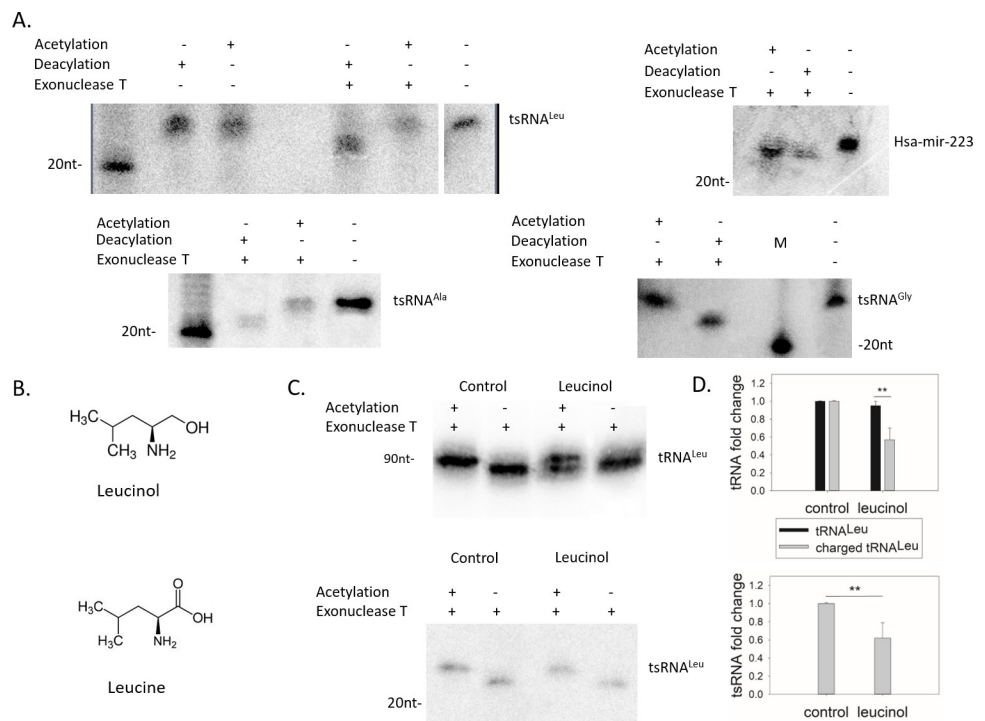 A.
Acetylation - + - + -
Deacylation + - + - -
Exonuclease T - - + + -
20nt-
tsRNA^Leu
Acetylation + - -
Deacylation - + -
Exonuclease T + + -
20nt-
Hsa-mir-223
Acetylation - + -
Deacylation + - -
Exonuclease T + + -
20nt-
tsRNA^Ala
Acetylation + - -
Deacylation - + M -
Exonuclease T + + -
tsRNA^Gly
-20nt
B.
H₃C
OH
CH₃ NH₂
Leucinol
O
H₃C
OH
H₃C NH₂
Leucine
C.
Control Leucinol
Acetylation + - + -
Exonuclease T + + + +
90nt-
tRNA^Leu
Control Leucinol
Acetylation + - + -
Exonuclease T + + + +
20nt-
tsRNA^Leu
D.
tRNA fold change
1.2
1.0
0.8
0.6
0.4
0.2
0.0
**
control leucinol
tRNA^Leu
charged tRNA^Leu
tsRNA fold change
1.2
1.0
0.8
0.6
0.4
0.2
0.0
**
control leucinol